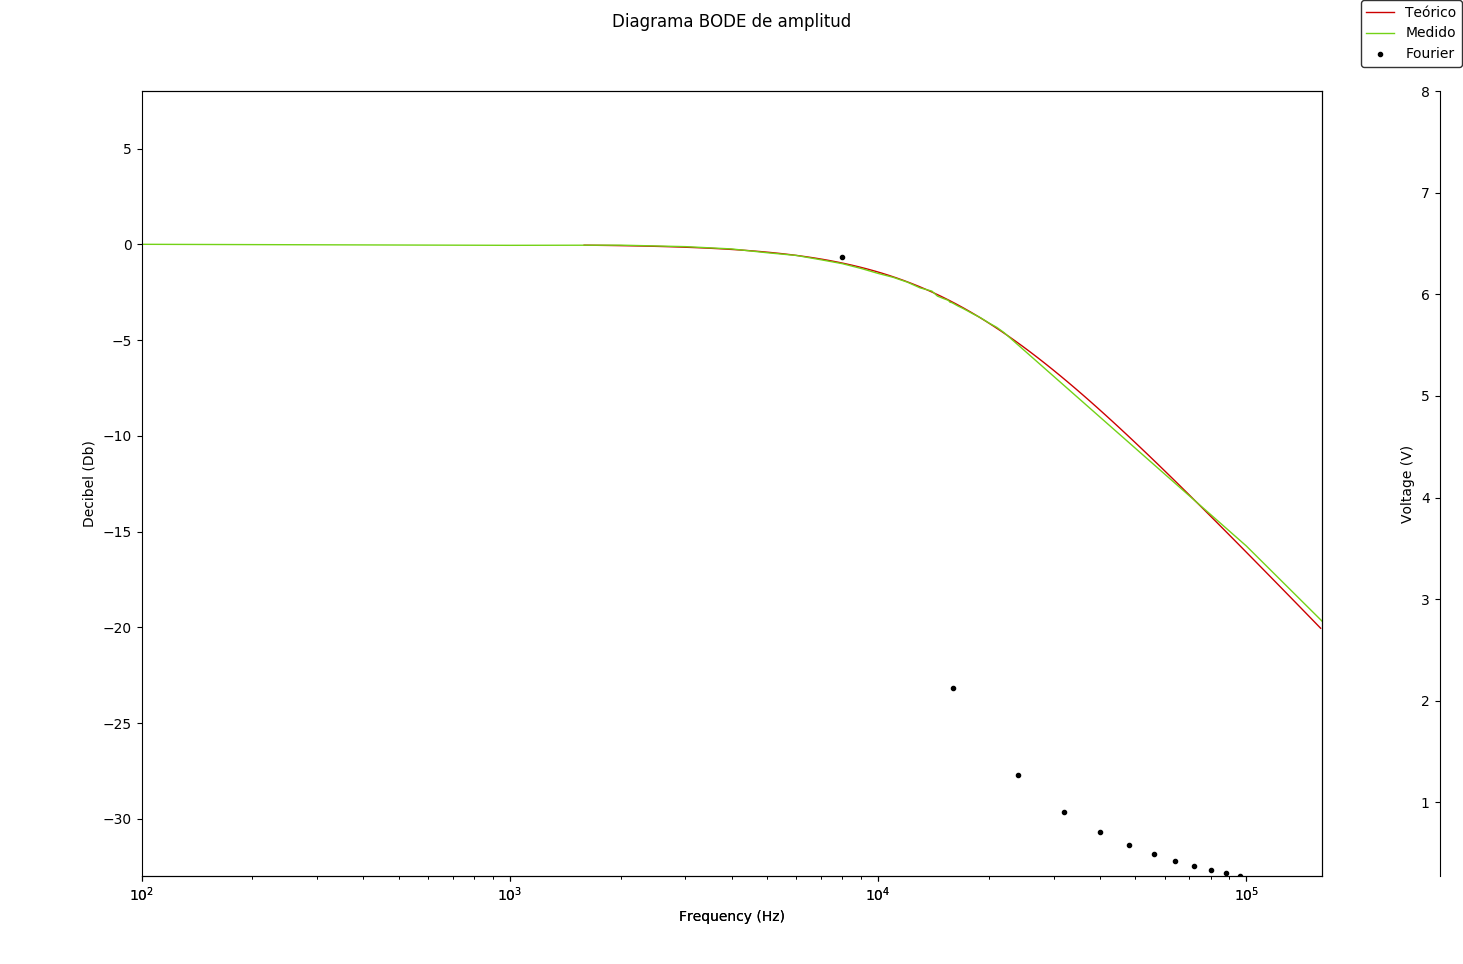 Diagrama BODE de amplitud
Teórico
Medido
Fourier
5
0
−5
−10
−15
−20
−25
−30
Decibel (Db)
8
7
6
5
4
3
2
1
Voltage (V)
10² 10³ 10⁴ 10⁵
Frequency (Hz)